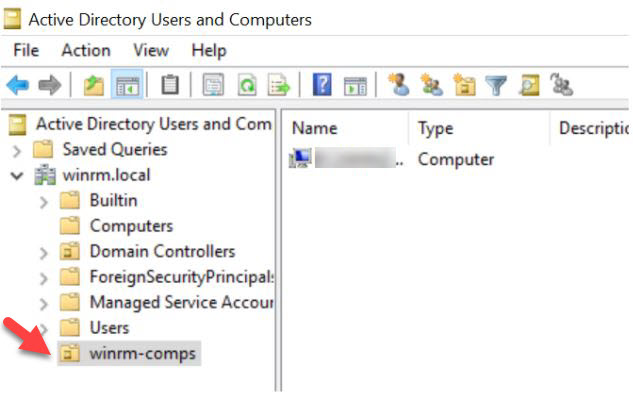 Active Directory Users and Computers
File Action View Help
Active Directory Users and Com
Name Type Descriptio
Saved Queries
.. Computer
winrm.local
Builtin
Computers
Domain Controllers
ForeignSecurityPrincipals
Managed Service Accour
Users
winrm-comps